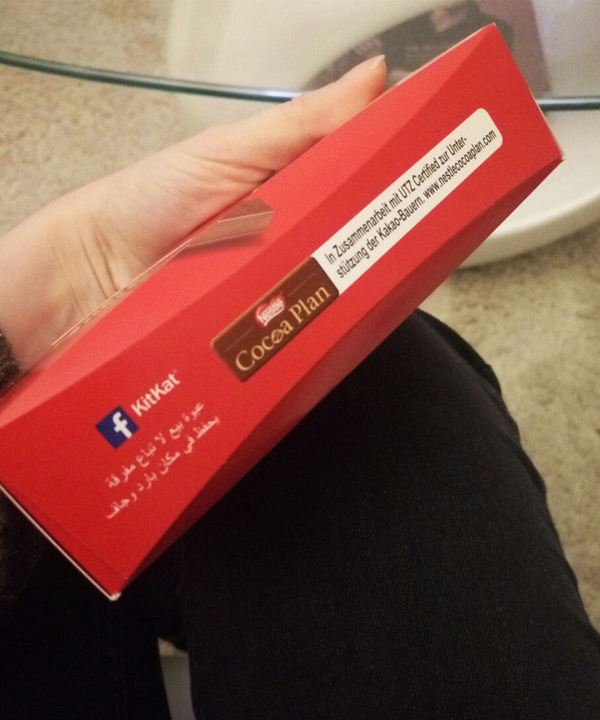 In Zusammenarbeit mit UTZ Certified zur Unter-
stützung der Kakao-Bauern. www.nestlecocoaplan.com
Nestlé
Cocoa Plan
f KitKat
عبوة بيع لا تباع مفرقة
يحفظ في مكان بارد وجاف